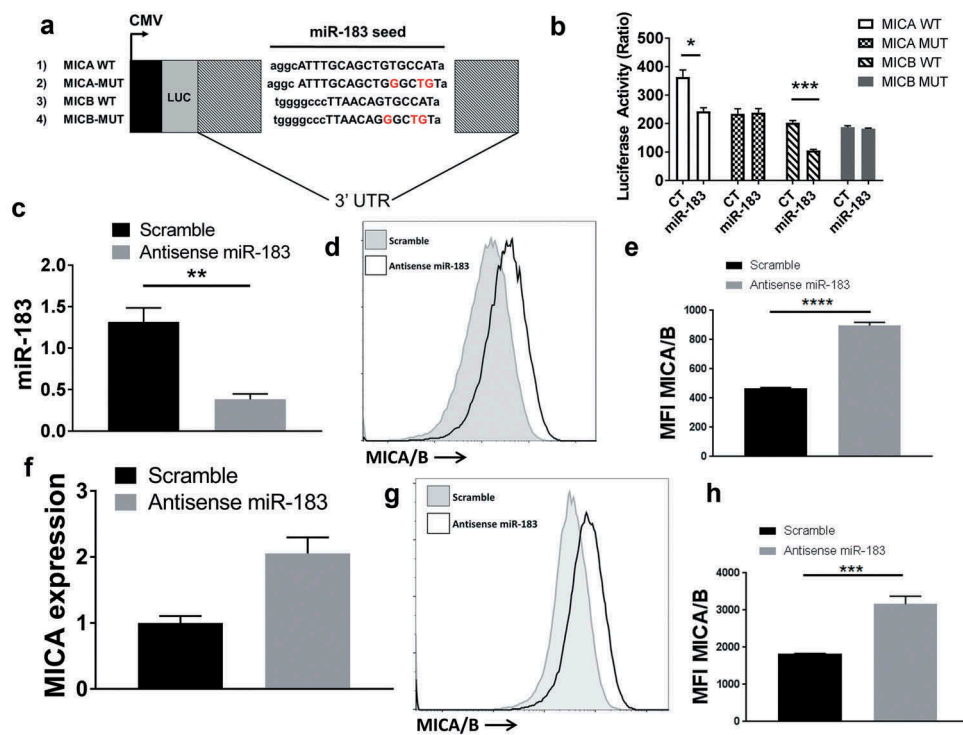 a
CMV
miR-183 seed
1) MICA WT aggcATTTGCAGCTGTGCCATa
2) MICA-MUT aggc ATTTGCAGCTGGGCTGTa
3) MICB WT tggggcccTTAACAGTGCCATa
4) MICB-MUT tggggcccTTAACAGGGCTGTa
LUC
3' UTR
b
Luciferase Activity (Ratio)
400
300
200
100
0
*
***
CT
miR-183
CT
miR-183
CT
miR-183
CT
miR-183
MICA WT
MICA MUT
MICB WT
MICB MUT
c
Scramble
Antisense miR-183
**
miR-183
2.0
1.5
1.0
0.5
0.0
d
Scramble
Antisense miR-183
MICA/B
e
Scramble
Antisense miR-183
****
MFI MICA/B
1000
800
600
400
200
0
f
Scramble
Antisense miR-183
MICA expression
3
2
1
0
g
Scramble
Antisense miR-183
MICA/B
h
Scramble
Antisense miR-183
***
MFI MICA/B
4000
3000
2000
1000
0